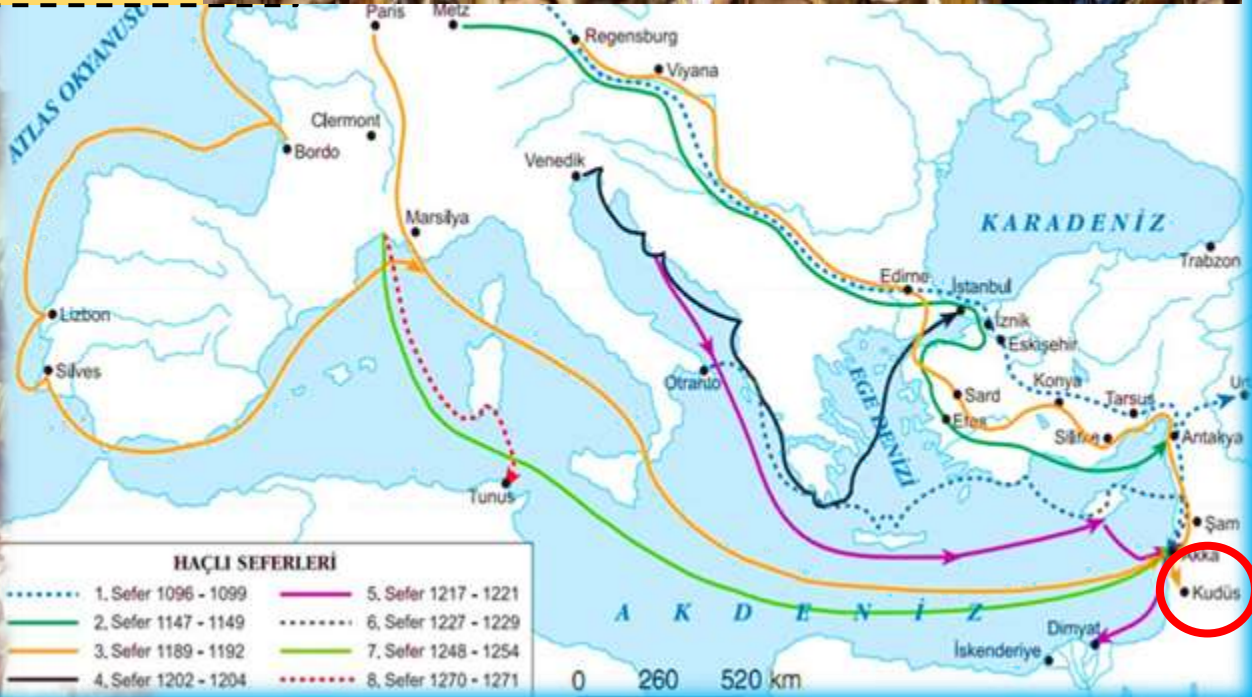 Paris
Metz
Regensburg
Viyana
ATLAS OKYANUSU
Clermont
Bordo
Venedik
Marsilya
KARADENİZ
Trabzon
Edirne
İstanbul
Lizbon
İznik
Eskişehir
Silves
Otranto
EGE DENİZİ
Sard
Konya
Tarsus
Efes
Silifke
Antakya
Tunus
Şam
Akka
Kudüs
AKDENİZ
Dimyat
İskenderiye
HAÇLI SEFERLERİ
1. Sefer 1096 - 1099
2. Sefer 1147 - 1149
3. Sefer 1189 - 1192
4. Sefer 1202 - 1204
5. Sefer 1217 - 1221
6. Sefer 1227 - 1229
7. Sefer 1248 - 1254
8. Sefer 1270 - 1271
0 260 520 km